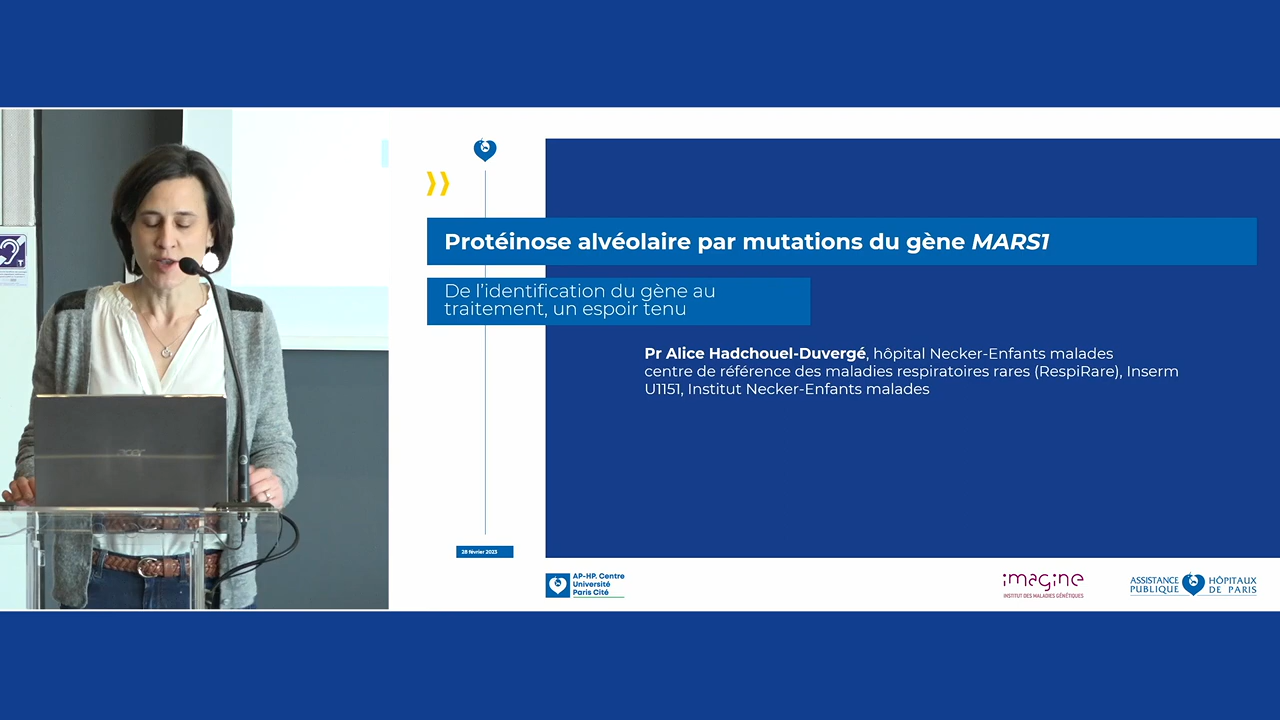 Protéinose alvéolaire par mutations du gène MARS1
De l’identification du gène au
traitement, un espoir tenu
Pr Alice Hadchouel-Duvergé, hôpital Necker-Enfants malades
centre de référence des maladies respiratoires rares (RespiRare), Inserm
U1151, Institut Necker-Enfants malades
28 février 2023
AP-HP. Centre
Université
Paris Cité
imagine
INSTITUT DES MALADIES GÉNÉTIQUES
ASSISTANCE HÔPITAUX
PUBLIQUE DE PARIS
acer
T